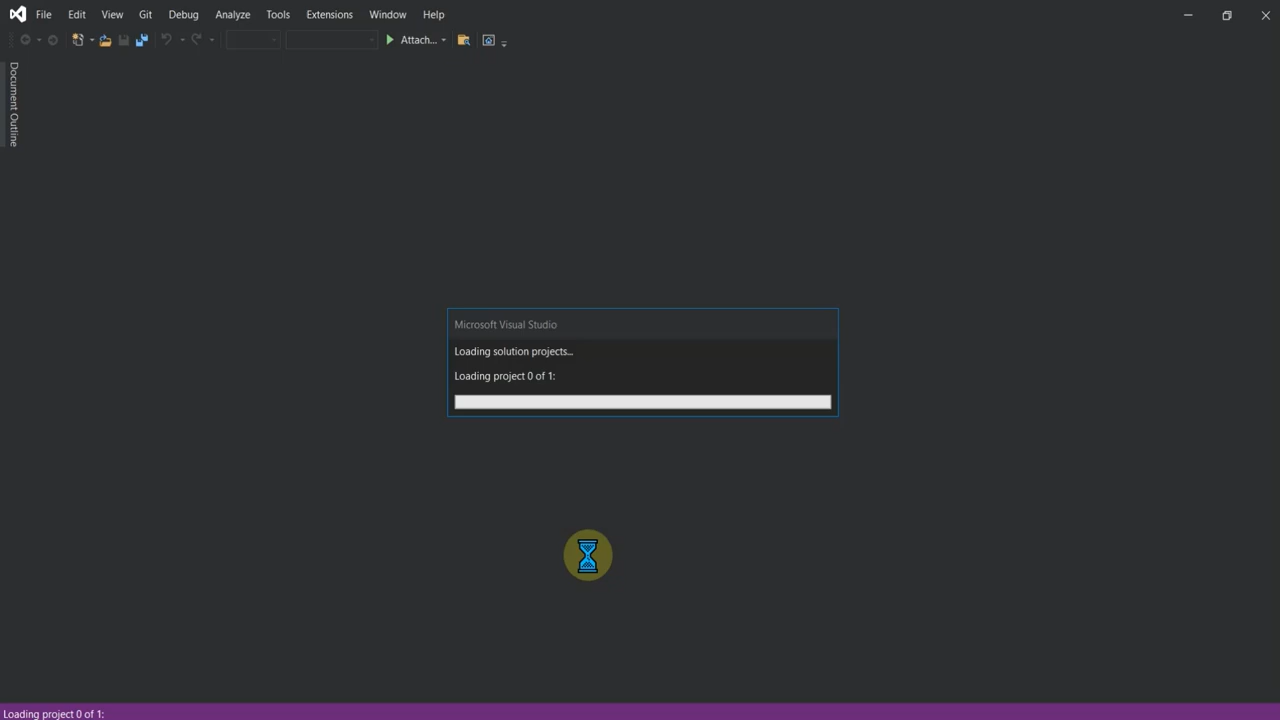 File Edit View Git Debug Analyze Tools Extensions Window Help
Attach...
Document Outline
Microsoft Visual Studio
Loading solution projects...
Loading project 0 of 1:
Loading project 0 of 1: